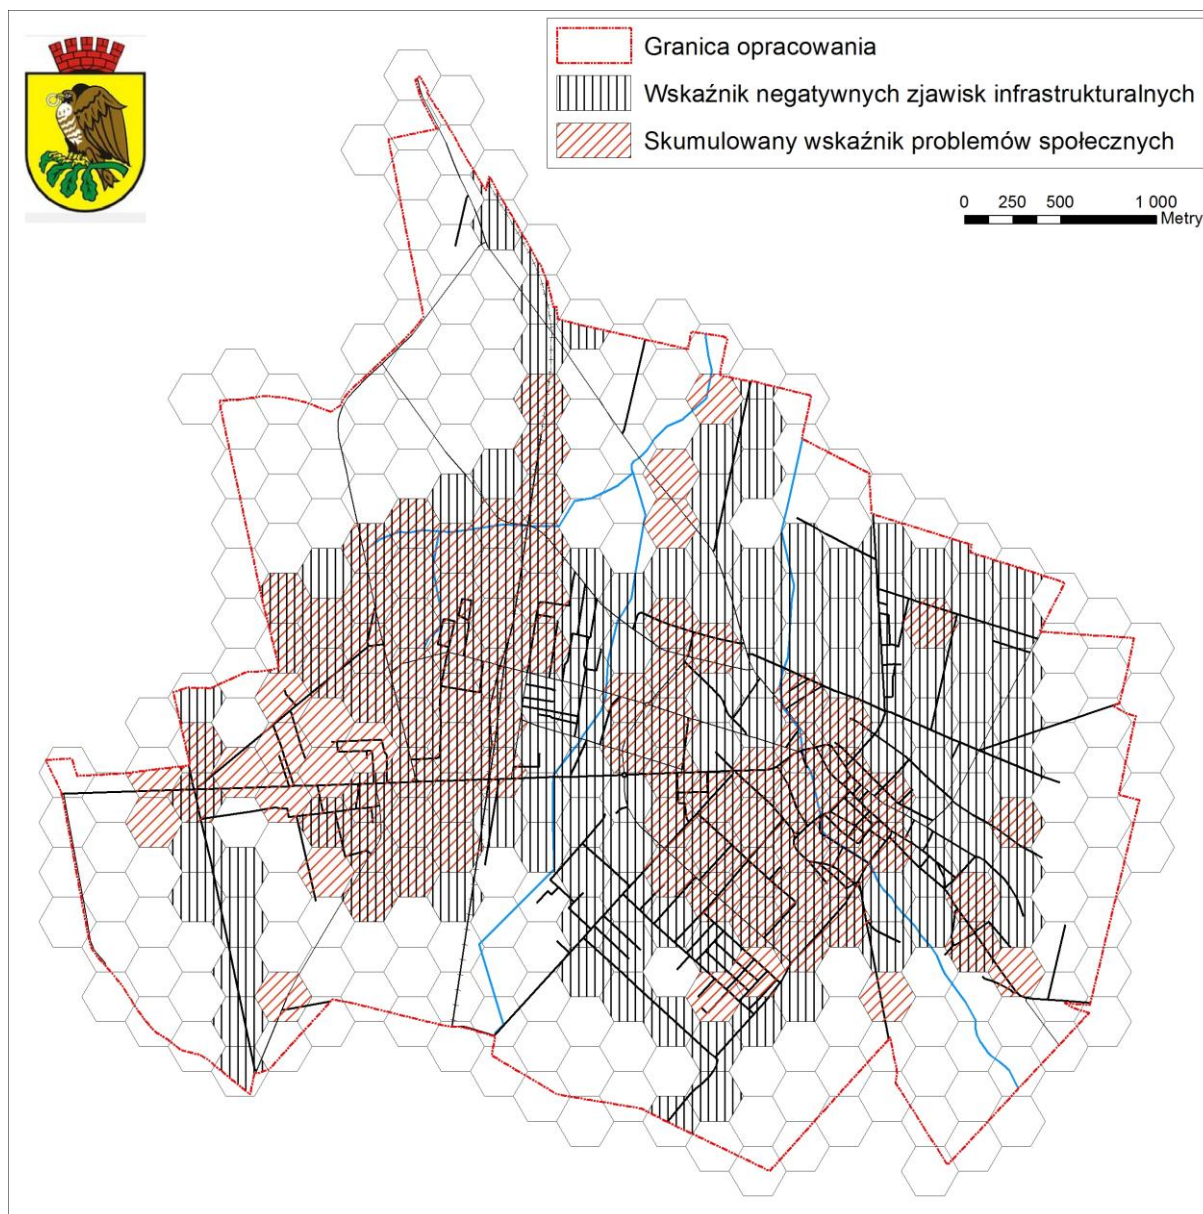 Granica opracowania
Wskaźnik negatywnych zjawisk infrastrukturalnych
Skumulowany wskaźnik problemów społecznych
0 250 500 1 000
Metry